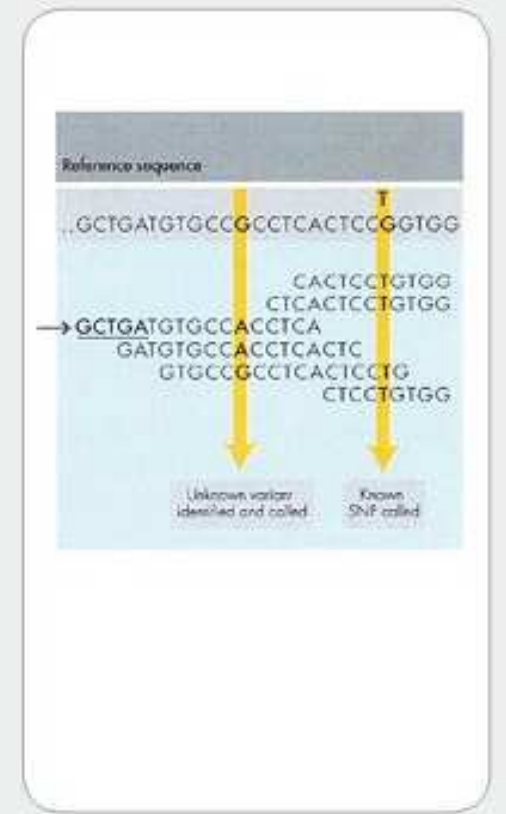 Reference sequence
T
...GCTGATGTGCCGCCTCACTCCGGTGG
CACTCCTGTGG
CTCACTCCTGTGG
→GCTGATGTGCCACCTCA
GATGTGCCACCTCACTC
GTGCCGCCTCACTCCTG
CTCCTGTGG
Unknown variant
identified and called
Known
SNP called